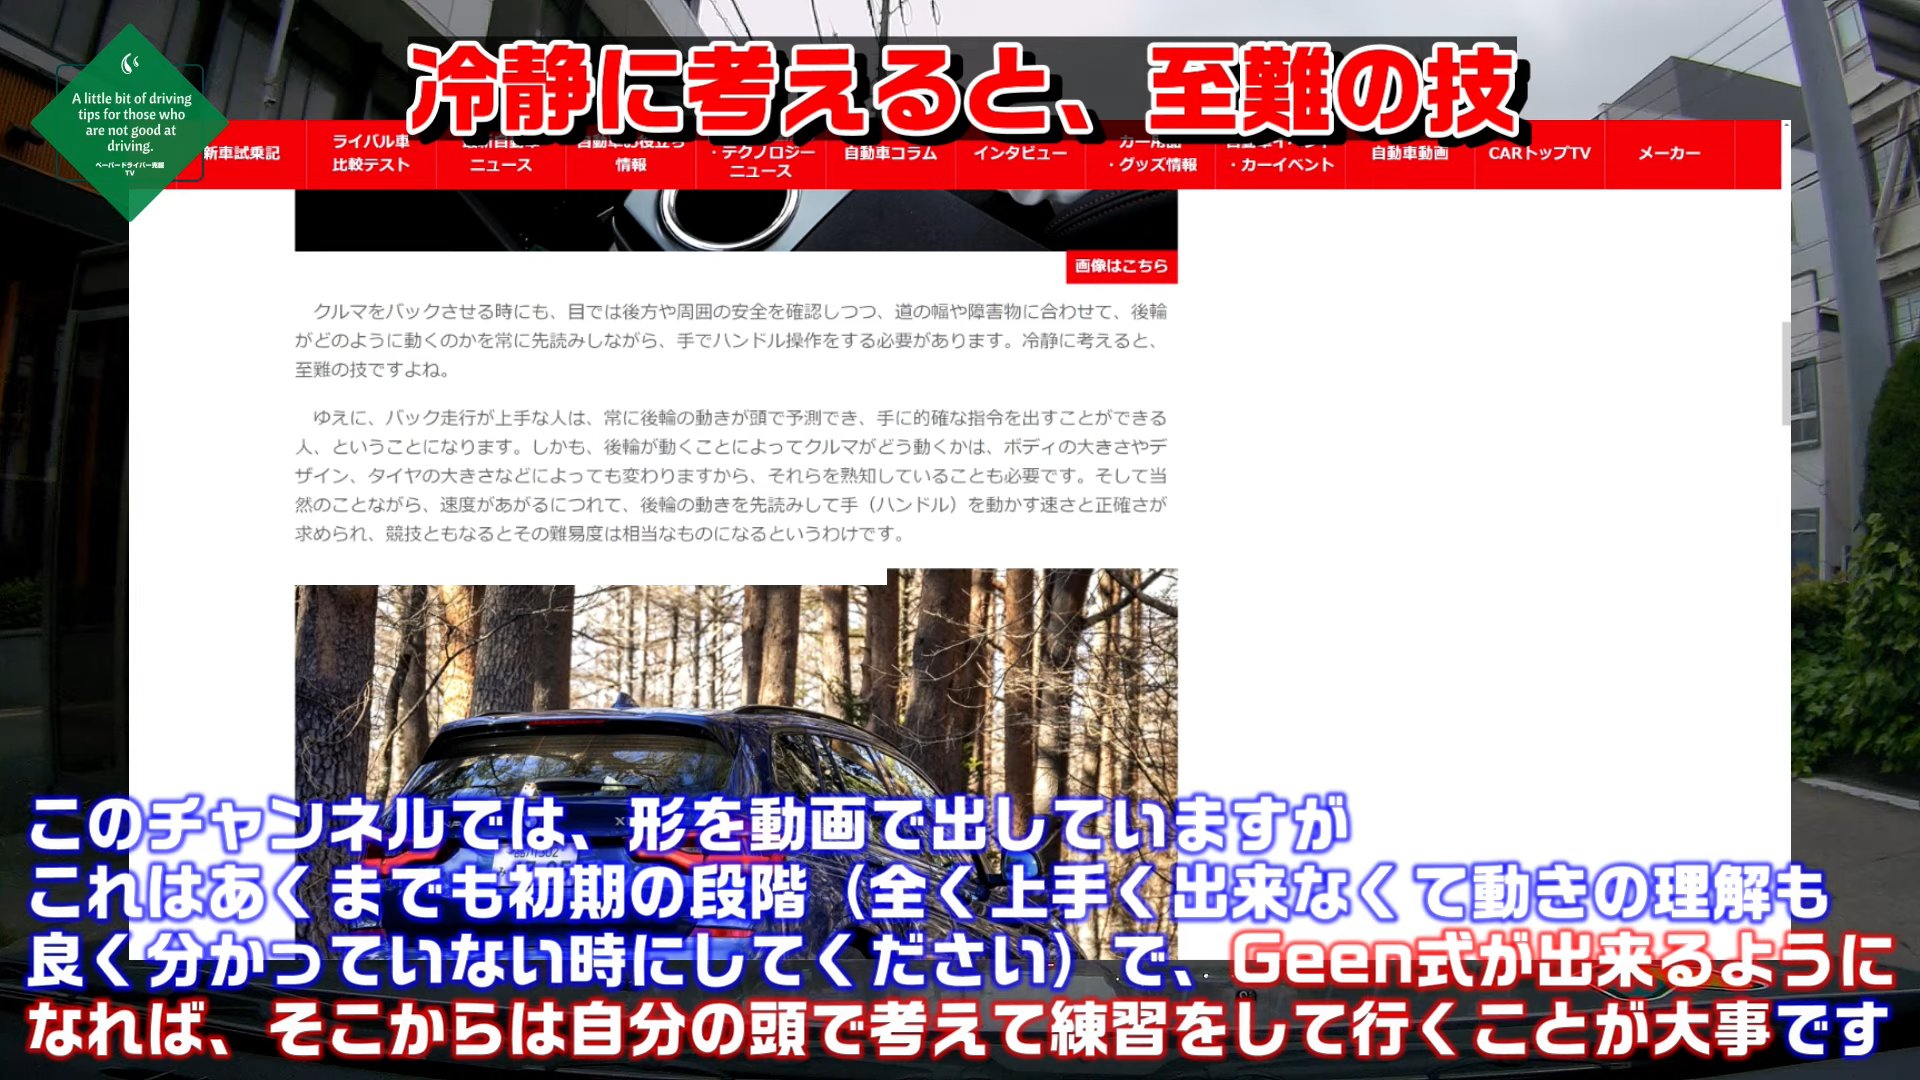 冷静に考えると、至難の技
“
A little bit of driving
tips for those who
are not good at
driving.
ペーパードライバー克服
TV
新車試乗記
ライバル車
比較テスト
ニュース
情報
・テクノロジー
ニュース
自動車コラム
インタビュー
・グッズ情報
・カーイベント
自動車動画
CARトップTV
メーカー
画像はこちら
クルマをバックさせる時にも、目では後方や周囲の安全を確認しつつ、道の幅や障害物に合わせて、後輪
がどのように動くのかを常に先読みしながら、手でハンドル操作をする必要があります。冷静に考えると、
至難の技ですよね。
ゆえに、バック走行が上手な人は、常に後輪の動きが頭で予測でき、手に的確な指令を出すことができる
人、ということになります。しかも、後輪が動くことによってクルマがどう動くかは、ボディの大きさやデ
ザイン、タイヤの大きさなどによっても変わりますから、それらを熟知していることも必要です。そして当
然のことながら、速度があがるにつれて、後輪の動きを先読みして手（ハンドル）を動かす速さと正確さが
求められ、競技ともなるとその難易度は相当なものになるというわけです。
このチャンネルでは、形を動画で出していますが
これはあくまでも初期の段階（全く上手く出来なくて動きの理解も
良く分かっていない時にしてください）で、Geen式が出来るように
なれば、そこからは自分の頭で考えて練習をして行くことが大事です